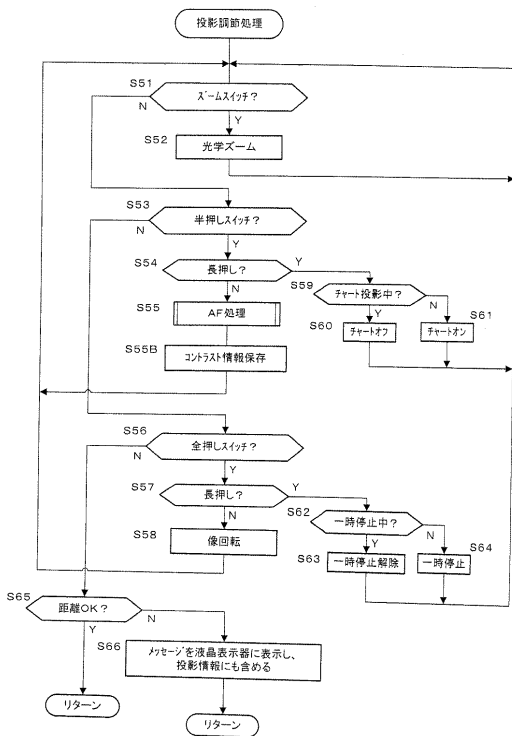 投影調節処理
S51
ズームスイッチ？
N
Y
S52
光学ズーム
S53
半押しスイッチ？
N
Y
S54
長押し？
Y
N
S59
チャート投影中？
N
Y
S55
AF処理
S60
チャートオフ
S61
チャートオン
S55B
コントラスト情報保存
S56
全押しスイッチ？
N
Y
S57
長押し？
Y
N
S62
一時停止中？
N
Y
S58
像回転
S63
一時停止解除
S64
一時停止
S65
距離OK？
N
Y
S66
メッセージを液晶表示器に表示し、
投影情報にも含める
リターン
リターン